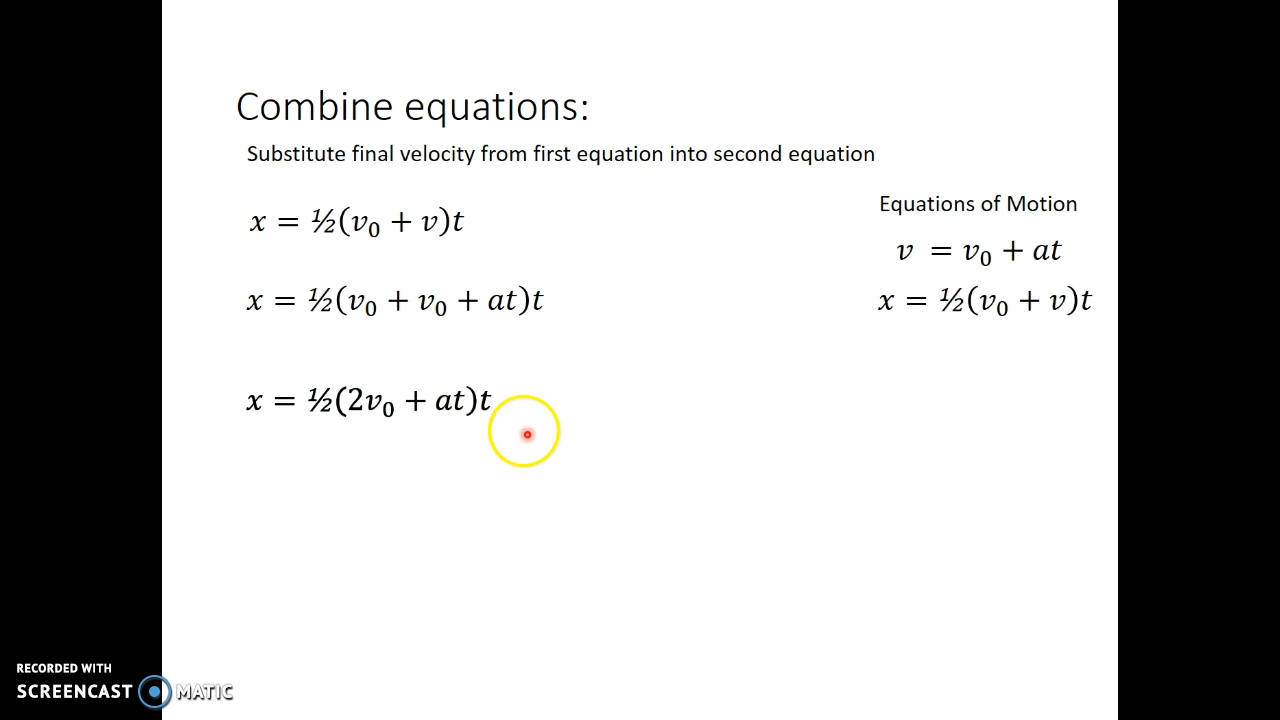 Combine equations:
Substitute final velocity from first equation into second equation
x = ½(v₀ + v)t
x = ½(v₀ + v₀ + at)t
x = ½(2v₀ + at)t
Equations of Motion
v = v₀ + at
x = ½(v₀ + v)t
RECORDED WITH
SCREENCAST MATIC